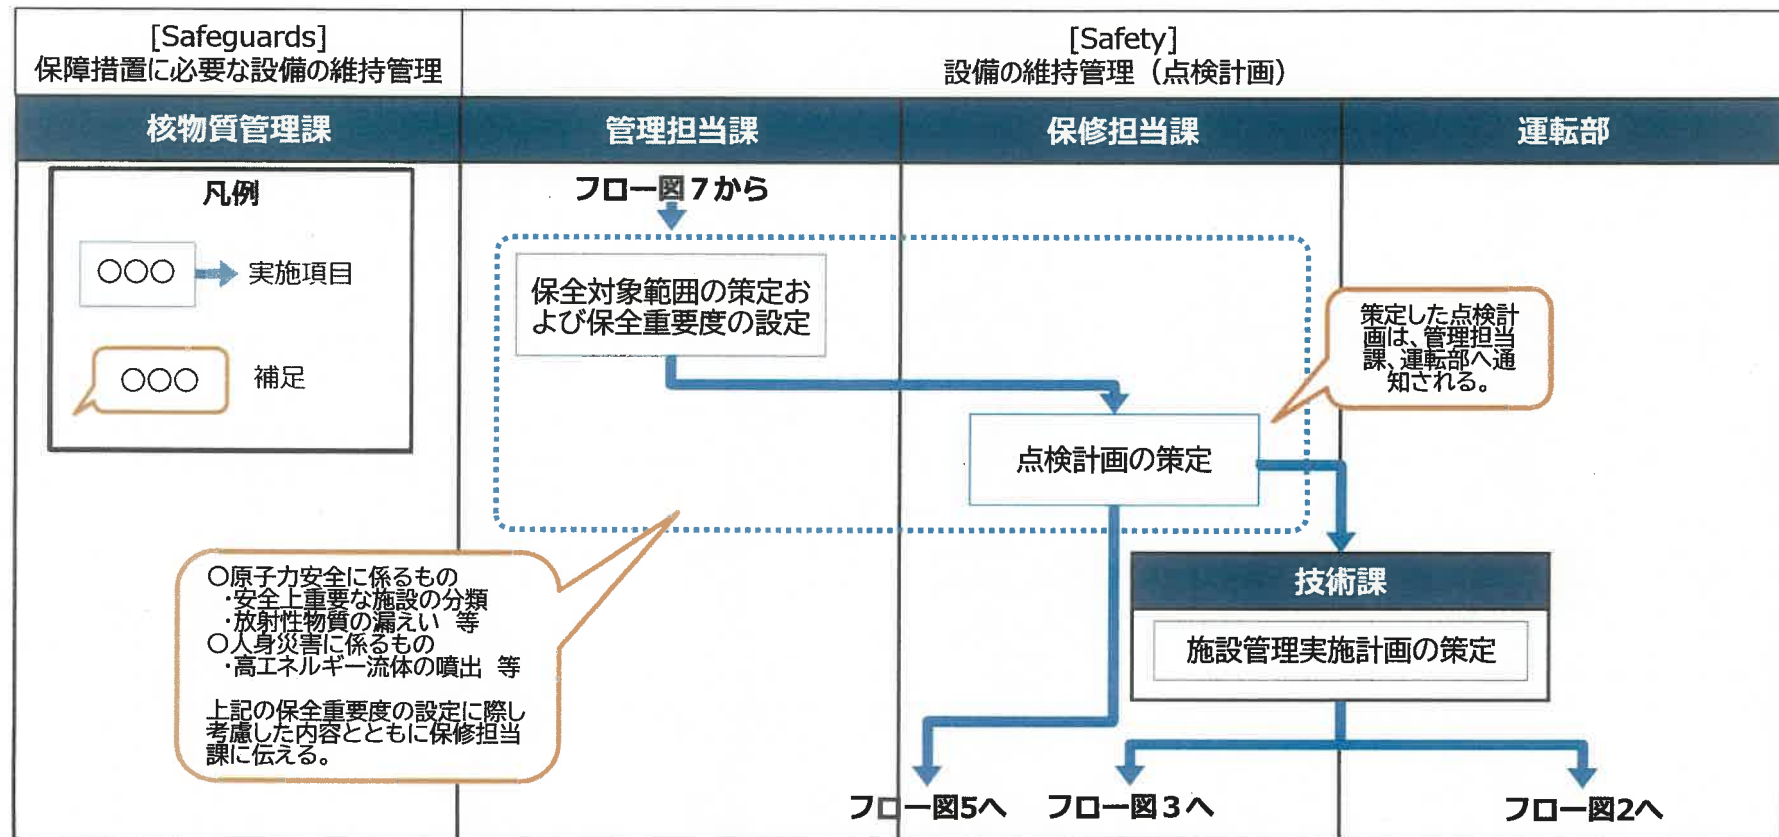 [Safeguards]
保障措置に必要な設備の維持管理
[Safety]
設備の維持管理（点検計画）
核物質管理課
管理担当課
保修担当課
運転部
凡例
○○○
実施項目
○○○
補足
フロー図７から
保全対象範囲の策定お
よび保全重要度の設定
策定した点検計
画は、管理担当
課、運転部へ通
知される。
点検計画の策定
○原子力安全に係るもの
・安全上重要な施設の分類
・放射性物質の漏えい 等
○人身災害に係るもの
・高エネルギー流体の噴出 等
上記の保全重要度の設定に際し
考慮した内容とともに保修担当
課に伝える。
技術課
施設管理実施計画の策定
フロー図5へ
フロー図３へ
フロー図2へ